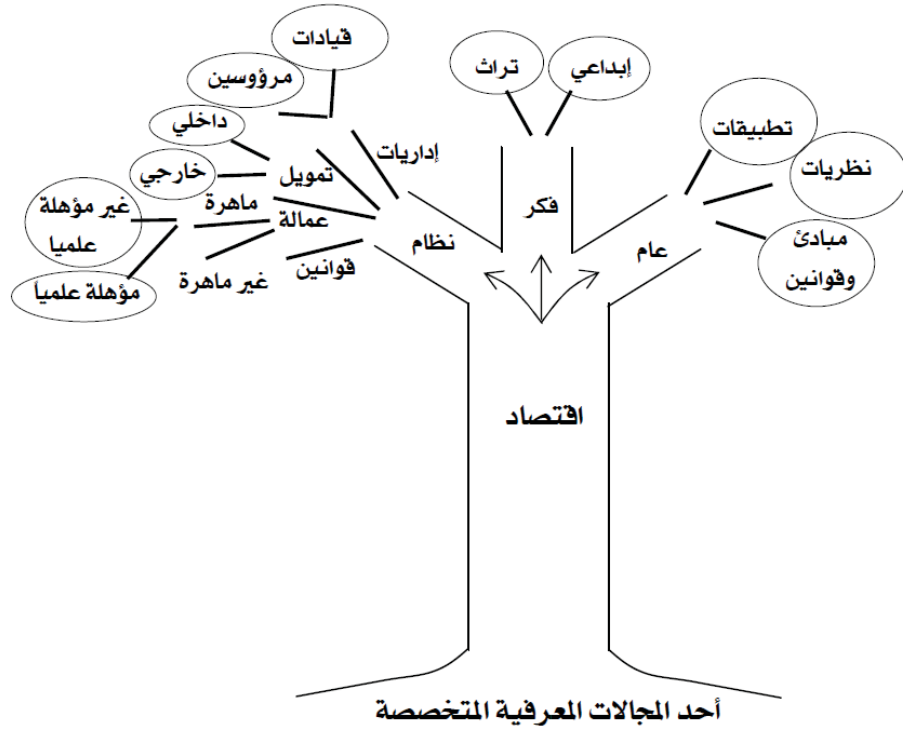 قيادات
مرؤوسين
داخلي
خارجي
غير مؤهلة
علميا
مؤهلة علمياً
إداريات
تمويل
ماهرة
عمالة
غير ماهرة
قوانين
نظام
تراث
إبداعي
فكر
تطبيقات
نظريات
مبادئ
وقوانين
عام
اقتصاد
أحد المجالات المعرفية المتخصصة